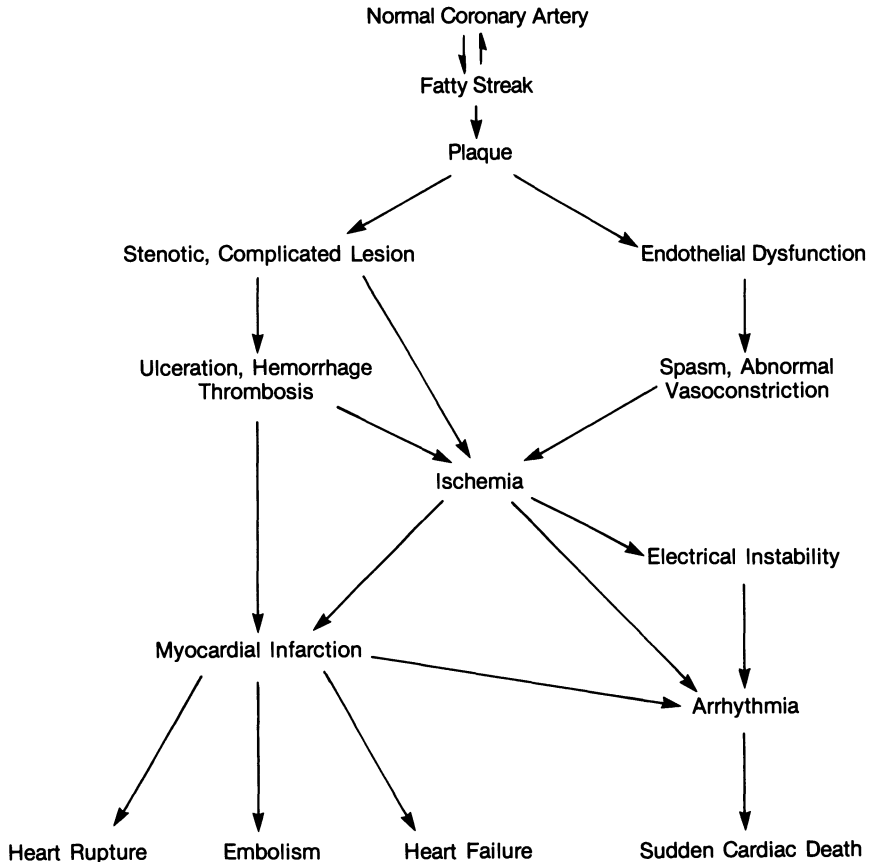 Normal Coronary Artery
Fatty Streak
Plaque
Stenotic, Complicated Lesion
Endothelial Dysfunction
Ulceration, Hemorrhage
Thrombosis
Spasm, Abnormal
Vasoconstriction
Ischemia
Electrical Instability
Myocardial Infarction
Arrhythmia
Heart Rupture
Embolism
Heart Failure
Sudden Cardiac Death